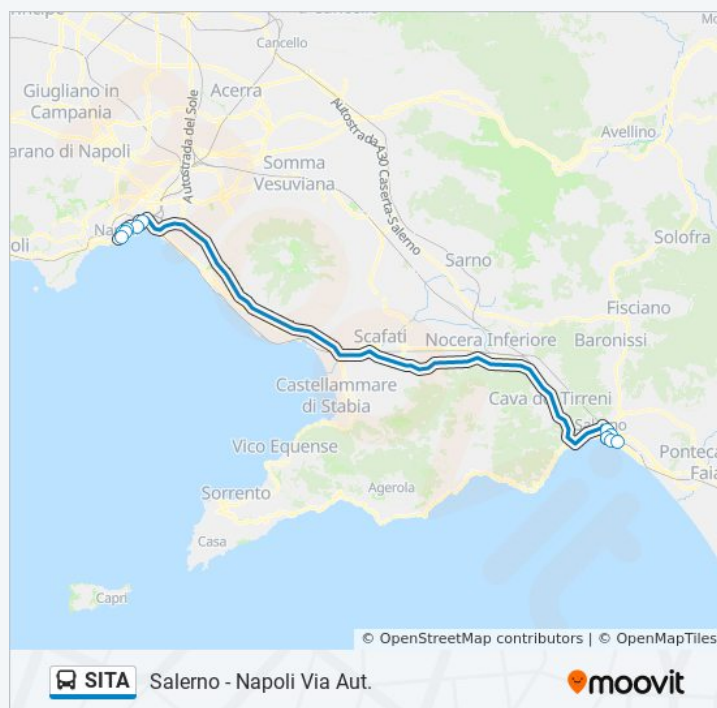 Cancello
Giugliano in
Campania
Acerra
Autostrada del Sole
Autostrada A30 Caserta-Salerno
Avellino
arano di Napoli
Somma
Vesuviana
Solofra
Sarno
Fisciano
Scafati
Nocera Inferiore
Baronissi
Castellammare
di Stabia
Cava de' Tirreni
Vico Equense
Ponteca
Faia
Agerola
Sorrento
Casa
Capri
© OpenStreetMap contributors | © OpenMapTiles
SITA
Salerno - Napoli Via Aut.
moovit